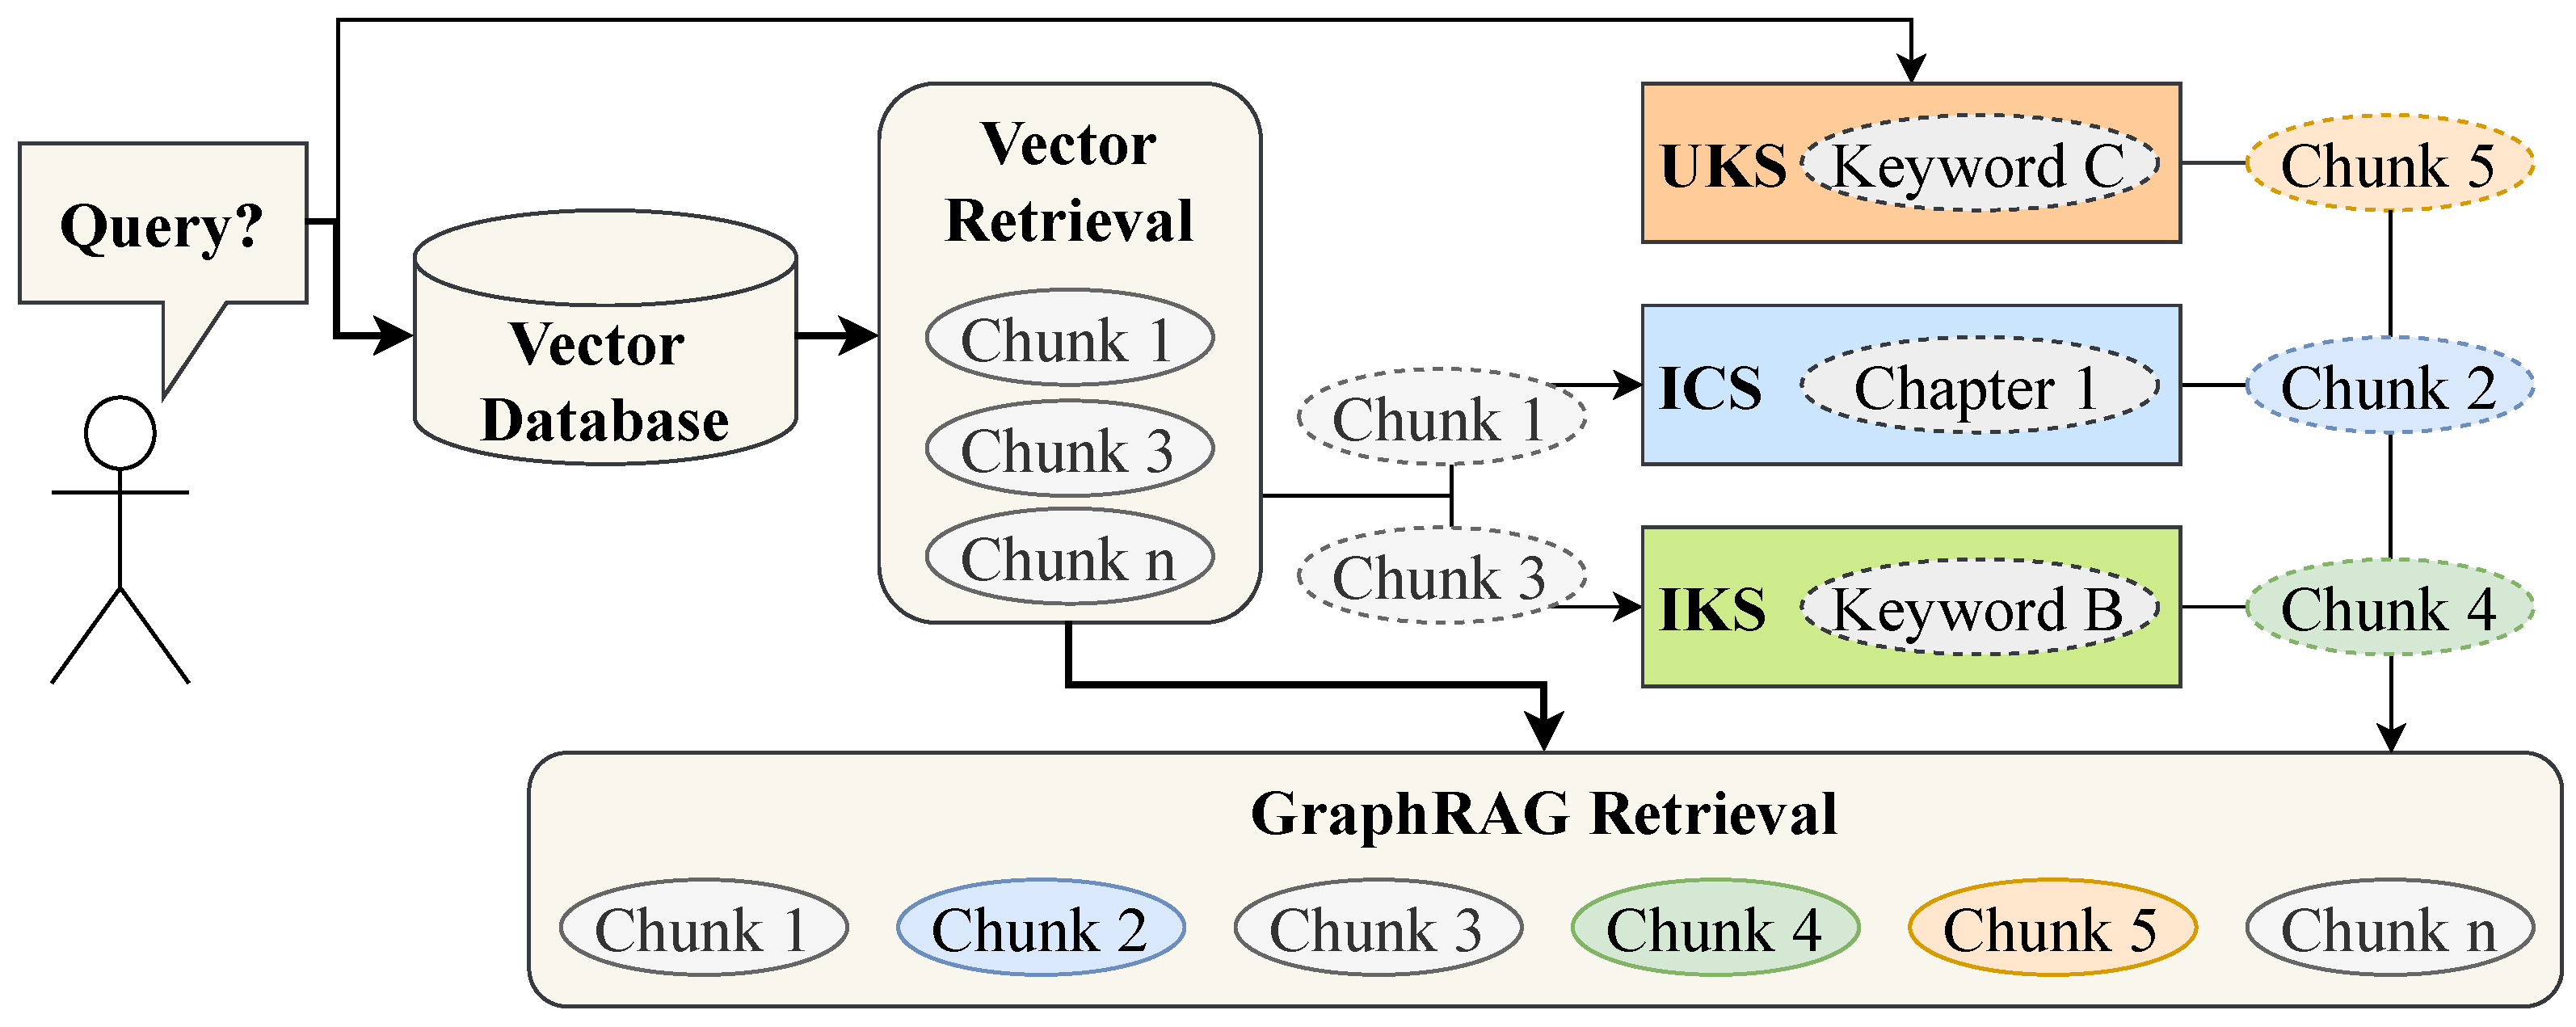 Query?
Vector
Database
Vector
Retrieval
Chunk 1
Chunk 3
Chunk n
Chunk 1
Chunk 3
UKS Keyword C
Chunk 5
ICS Chapter 1
Chunk 2
IKS Keyword B
Chunk 4
GraphRAG Retrieval
Chunk 1
Chunk 2
Chunk 3
Chunk 4
Chunk 5
Chunk n